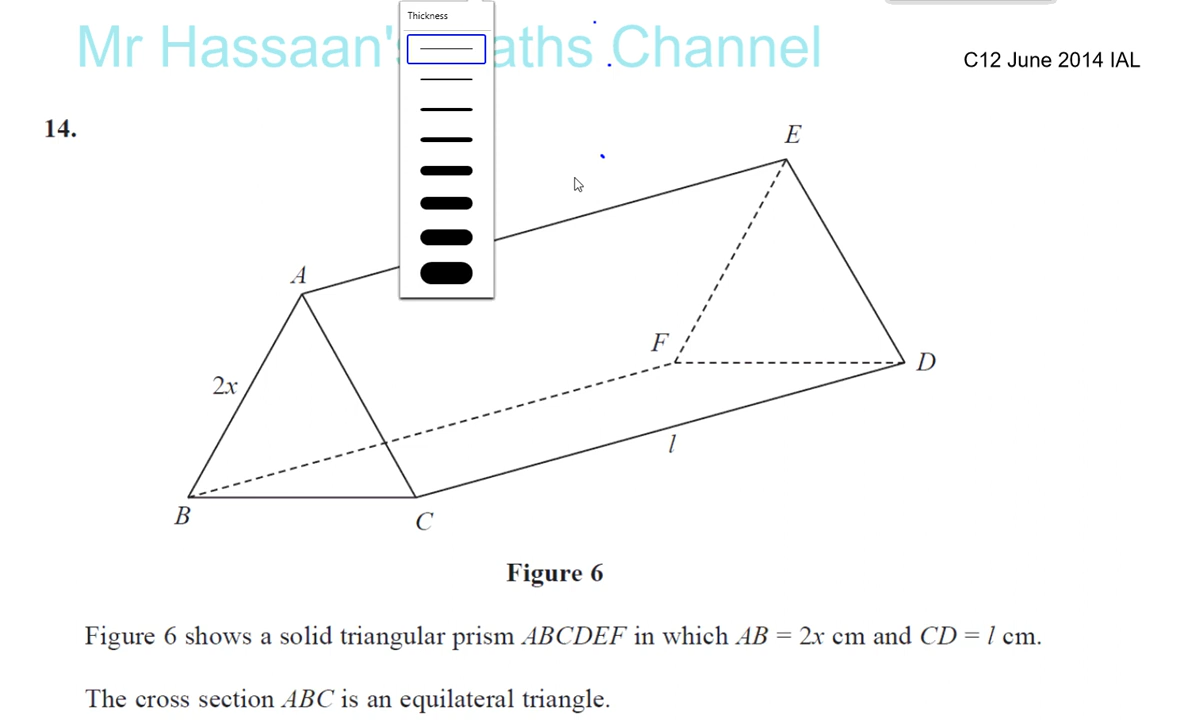 Thickness
Mr Hassaan' aths Channel
C12 June 2014 IAL
14.
E
A
F
D
2x
l
B
C
Figure 6
Figure 6 shows a solid triangular prism ABCDEF in which AB = 2x cm and CD = l cm.
The cross section ABC is an equilateral triangle.